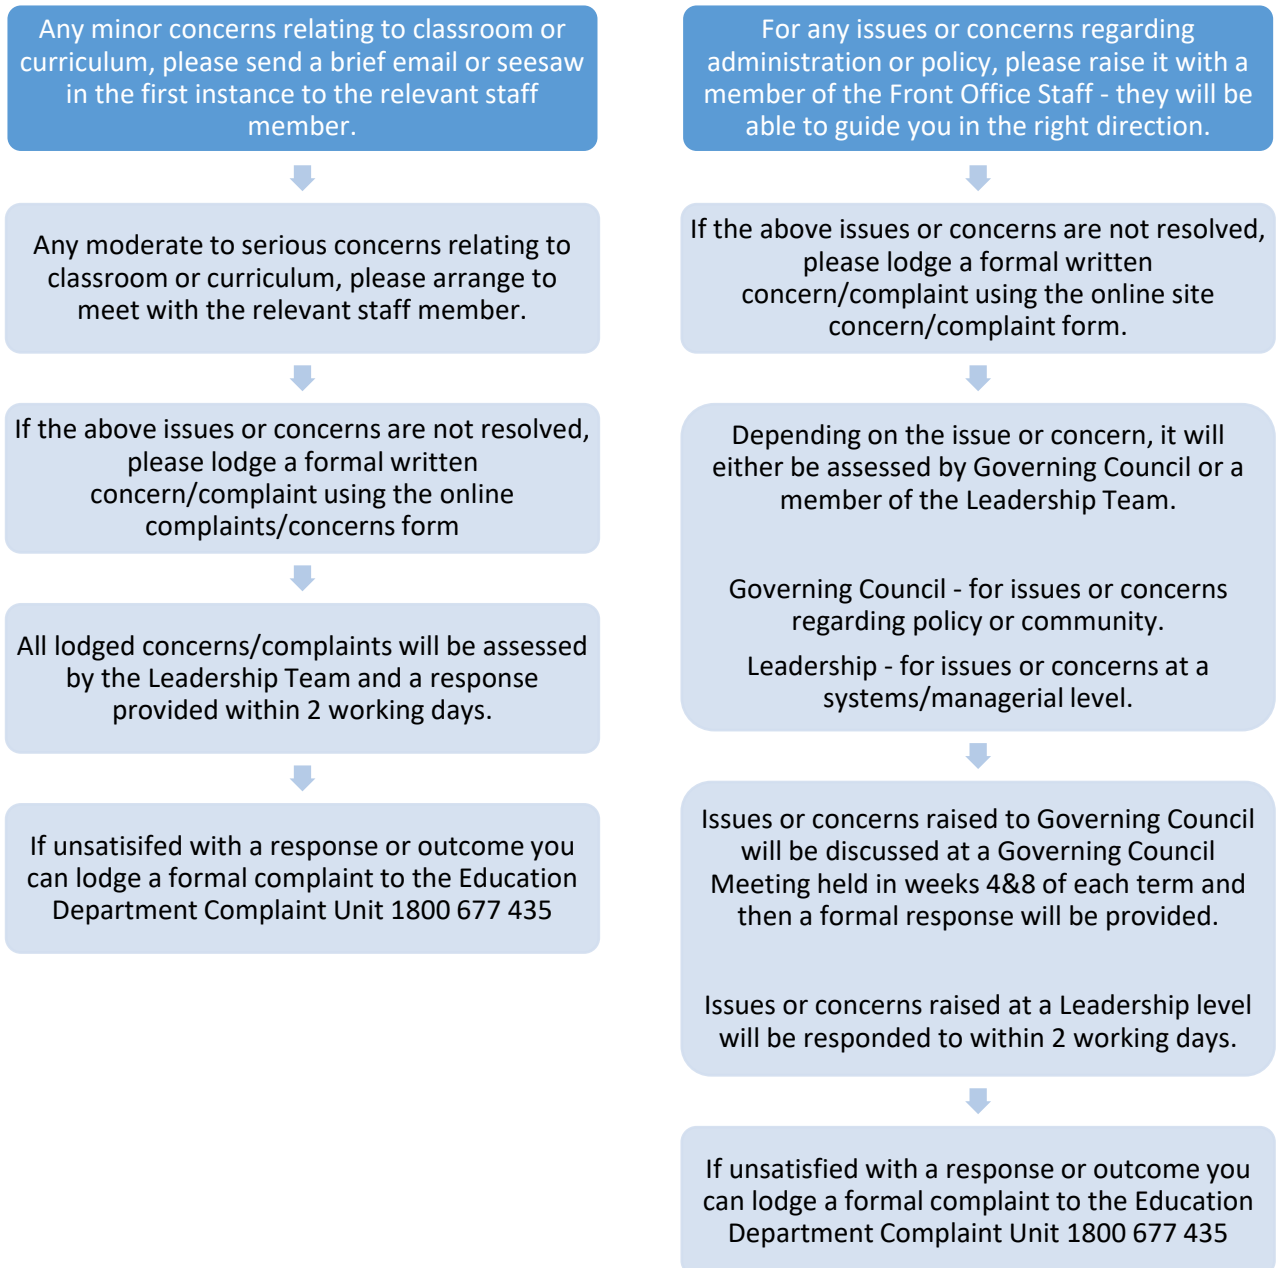 Any minor concerns relating to classroom or
curriculum, please send a brief email or seesaw
in the first instance to the relevant staff
member.
Any moderate to serious concerns relating to
classroom or curriculum, please arrange to
meet with the relevant staff member.
If the above issues or concerns are not resolved,
please lodge a formal written
concern/complaint using the online
complaints/concerns form
All lodged concerns/complaints will be assessed
by the Leadership Team and a response
provided within 2 working days.
If unsatisifed with a response or outcome you
can lodge a formal complaint to the Education
Department Complaint Unit 1800 677 435
For any issues or concerns regarding
administration or policy, please raise it with a
member of the Front Office Staff - they will be
able to guide you in the right direction.
If the above issues or concerns are not resolved,
please lodge a formal written
concern/complaint using the online site
concern/complaint form.
Depending on the issue or concern, it will
either be assessed by Governing Council or a
member of the Leadership Team.
Governing Council - for issues or concerns
regarding policy or community.
Leadership - for issues or concerns at a
systems/managerial level.
Issues or concerns raised to Governing Council
will be discussed at a Governing Council
Meeting held in weeks 4&8 of each term and
then a formal response will be provided.
Issues or concerns raised at a Leadership level
will be responded to within 2 working days.
If unsatisfied with a response or outcome you
can lodge a formal complaint to the Education
Department Complaint Unit 1800 677 435